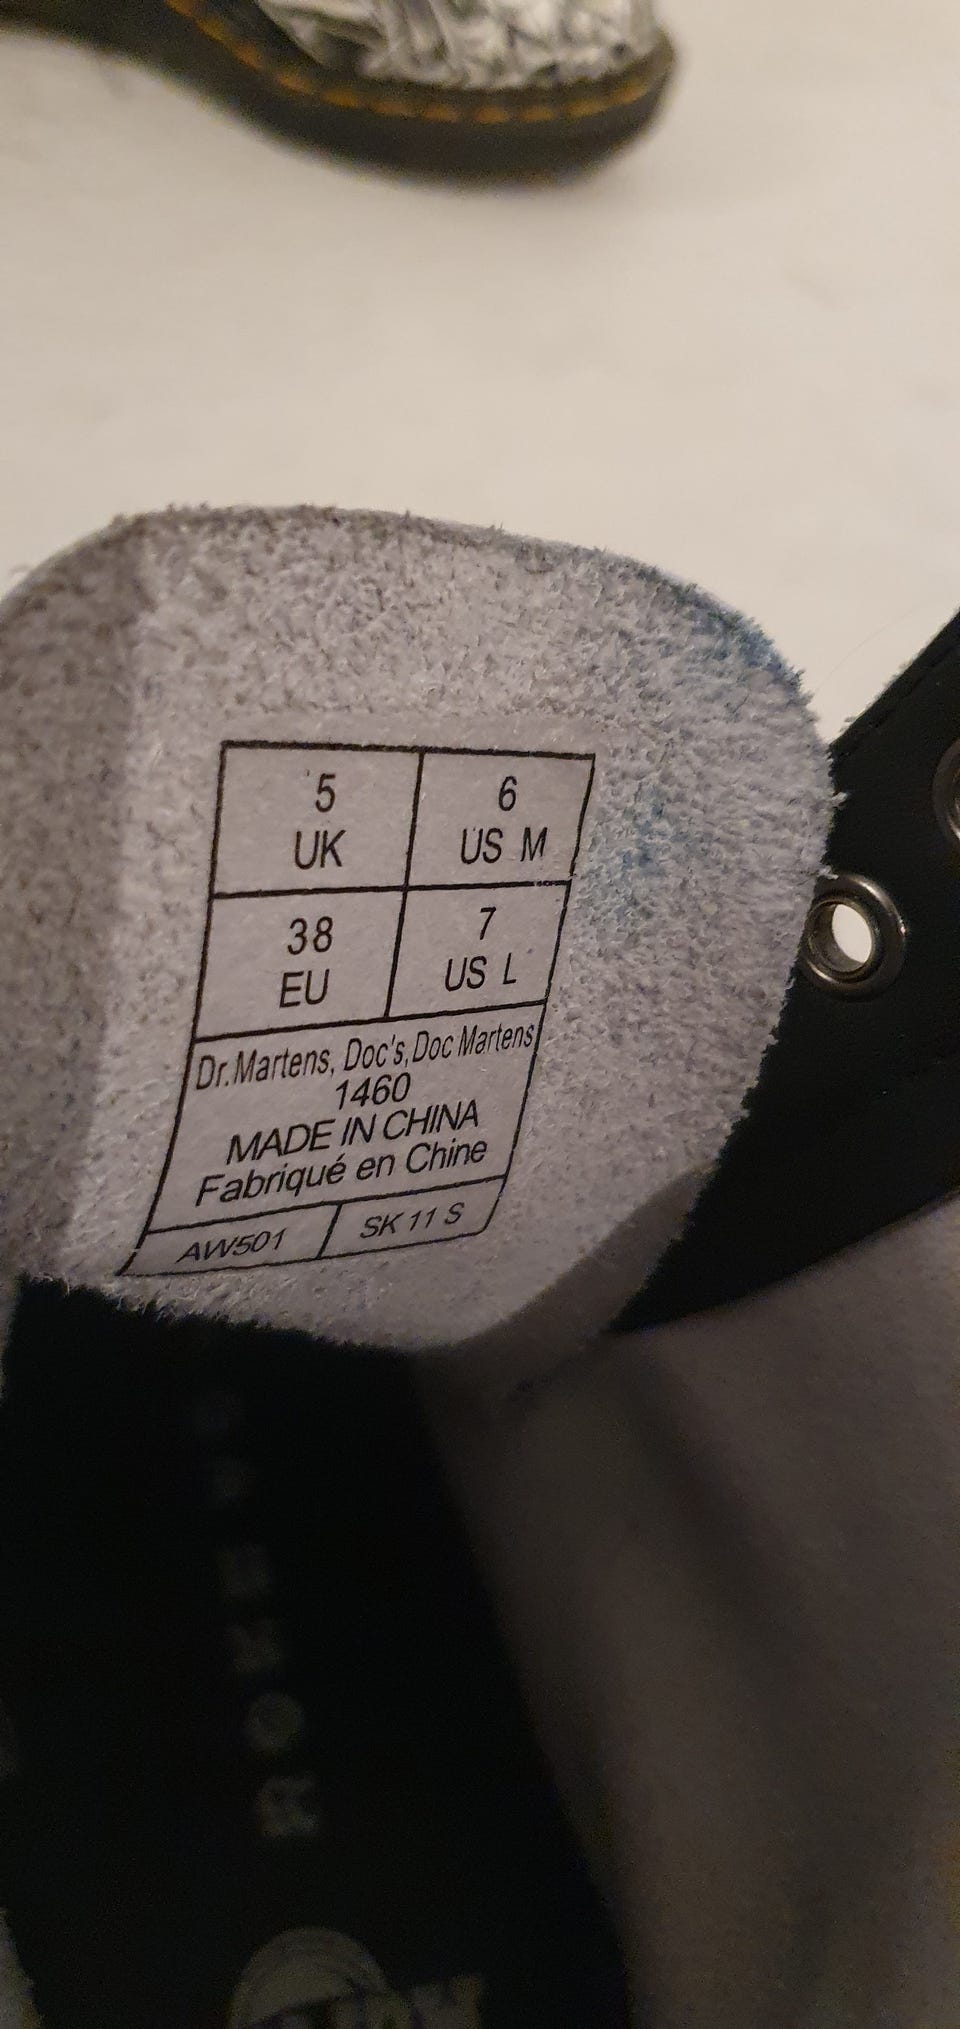 5
UK
6
US M
38
EU
7
US L
Dr.Martens, Doc's, Doc Martens
1460
MADE IN CHINA
Fabriqué en Chine
AW501
SK 11 S